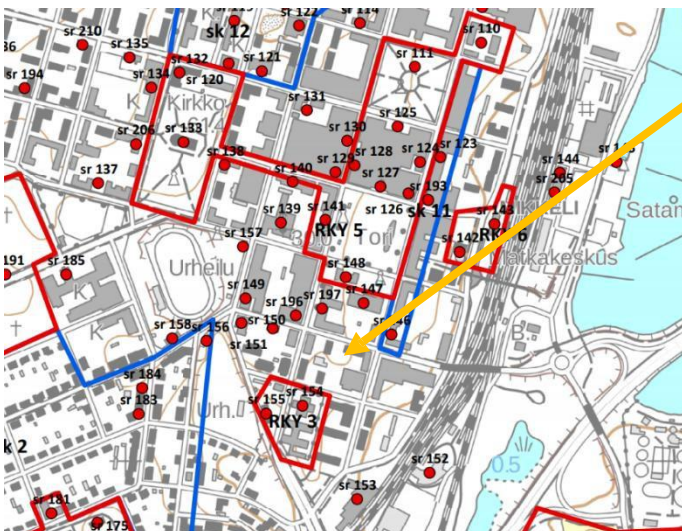 sr 122
sr 114
sr 110
sr 210
sr 135
sk 12
K
sr 132
sr 121
sr 111
sr 194
sr 134
sr 120
K
Kirkko
sr 131
sr 125
sr 206
sr 133
sr 130
sr 138
sr 129
sr 128
sr 124
sr 123
sr 144
sr 137
sr 140
sr 127
sr 205
sr 126
sr 193
sk 11
sr 139
sr 141
sr 143
Satam
RKY 5
Tori
sr 157
sr 142
RKY 6
Matkakeskus
191
sr 185
Urheilu
sr 148
K
sr 149
sr 147
sr 196
sr 197
K
sr 158
sr 156
sr 150
sr 151
sr 184
Urh.
sr 155
sr 154
sr 183
RKY 3
k 2
sr 152
0.5
sr 153
sr 181
sr 175